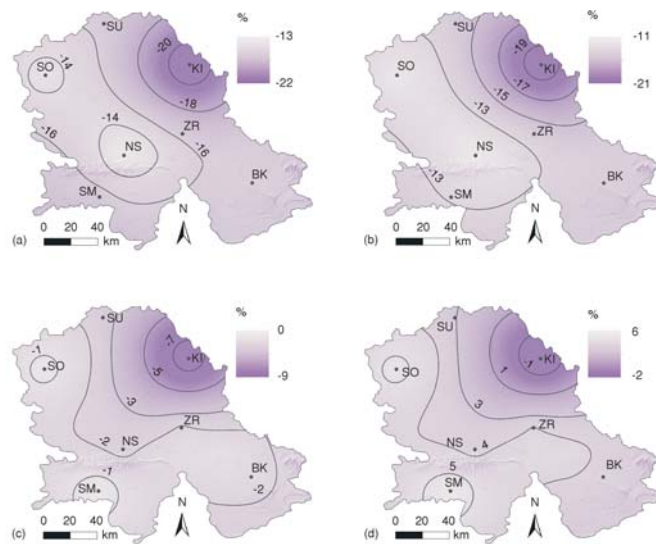 %
-13
-22
SU
-20
KI
-14
SO
-18
-16
-14
ZR
-16
NS
BK
SM
N
(a)
0 20 40
km
%
-11
-21
SU
-19
KI
SO
-17
-15
-13
ZR
NS
-13
BK
SM
N
(b)
0 20 40
km
%
0
-9
SU
-7
KI
-1
SO
-5
-3
ZR
-2
NS
-1
BK
-2
SM
N
(c)
0 20 40
km
%
6
-2
SU
-1
KI
SO
1
3
ZR
NS
4
5
BK
SM
N
(d)
0 20 40
km